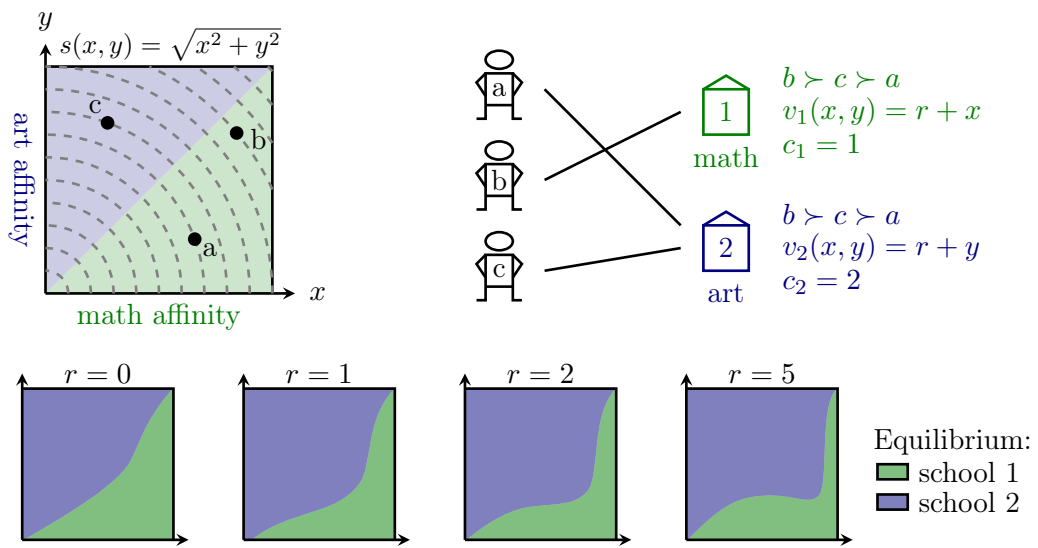 y
s(x, y) = √(x² + y²)
art affinity
c
b
a
x
math affinity
a
b
c
1
math
b ≻ c ≻ a
v₁(x, y) = r + x
c₁ = 1
2
art
b ≻ c ≻ a
v₂(x, y) = r + y
c₂ = 2
r = 0
r = 1
r = 2
r = 5
Equilibrium:
school 1
school 2